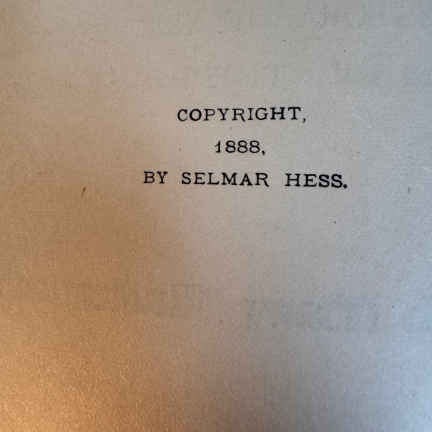 COPYRIGHT,
1888,
BY SELMAR HESS.